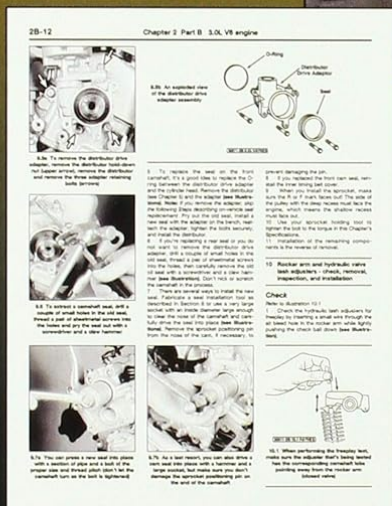 2B-12
Chapter 2 Part B 3.0L V6 engine
O-Ring
Distributor
Drive Adaptor
Seal
9.5b An exploded view
of the distributor drive
adapter assembly
9.5a To remove the distributor drive
adapter, remove the distributor hold-down
nut (upper arrow), remove the distributor
and remove the three adapter retaining
bolts (arrows)
9.6 To extract a camshaft seal, drill a
couple of small holes in the old seal,
thread a pair of sheetmetal screws into
the holes and pry the seal out with a
screwdriver and a claw hammer
9.7a You can press a new seal into place
with a section of pipe and a bolt of the
proper size and thread pitch (don't let the
camshaft turn as the bolt is tightened)
5 To replace the seal on the front
camshaft, it's a good idea to replace the O-
ring between the distributor drive adapter
and the cylinder head. Remove the distributor
(see Chapter 5) and the adapter (see illustra-
tions). Note: If you remove the adapter, pay
the following
replacement. Pry out the old seal, install a
new seal with the adapter on the bench, reat-
tach the adapter, tighten the bolts securely,
and install the distributor.
6 If you're replacing a rear seal or you do
not want to remove the distributor drive
adapter, drill a couple of small holes in the
old seal, thread a pair of sheetmetal screws
into the holes, then carefully remove the old
oil seal with a screwdriver and a claw ham-
mer (see illustration). Don't nick or scratch
the camshaft in the process.
7 There are several ways to install the new
seal. Fabricate a seal installation tool as
described in Section 8 or use a very large
socket with an inside diameter large enough
to clear the nose of the camshaft and care-
fully drive the seal into place (see illustra-
tions). Remove the sprocket positioning pin
from the nose of the cam, if necessary, to
9.7b As a last resort, you can also drive a
cam seal into place with a hammer and a
large socket, but make sure you don't
damage the sprocket positioning pin on
the end of the camshaft
prevent damaging the pin.
8 If you replaced the front cam seal, rein-
stall the inner timing belt cover.
9 When you install the sprocket, make
sure the R or F mark faces out! The side of
the pulley with the deep recess must face the
engine, which means the shallow recess
must face out.
10 Use your sprocket holding tool to
tighten the bolt to the torque in this Chapter's
Specifications.
11 Installation of the remaining compo-
nents is the reverse of removal.
10 Rocker arm and hydraulic valve
lash adjusters - check, removal,
inspection, and installation
Check
Refer to illustration 10.1
1 Check the hydraulic lash adjusters for
freeplay by inserting a small wire through the
air bleed hole in the rocker arm while lightly
pushing the check ball down (see illustra-
tion).
10.1 When performing the freeplay test,
make sure the adjuster that's being tested
has the corresponding camshaft lobe
pointing away from the rocker arm
(closed valve)